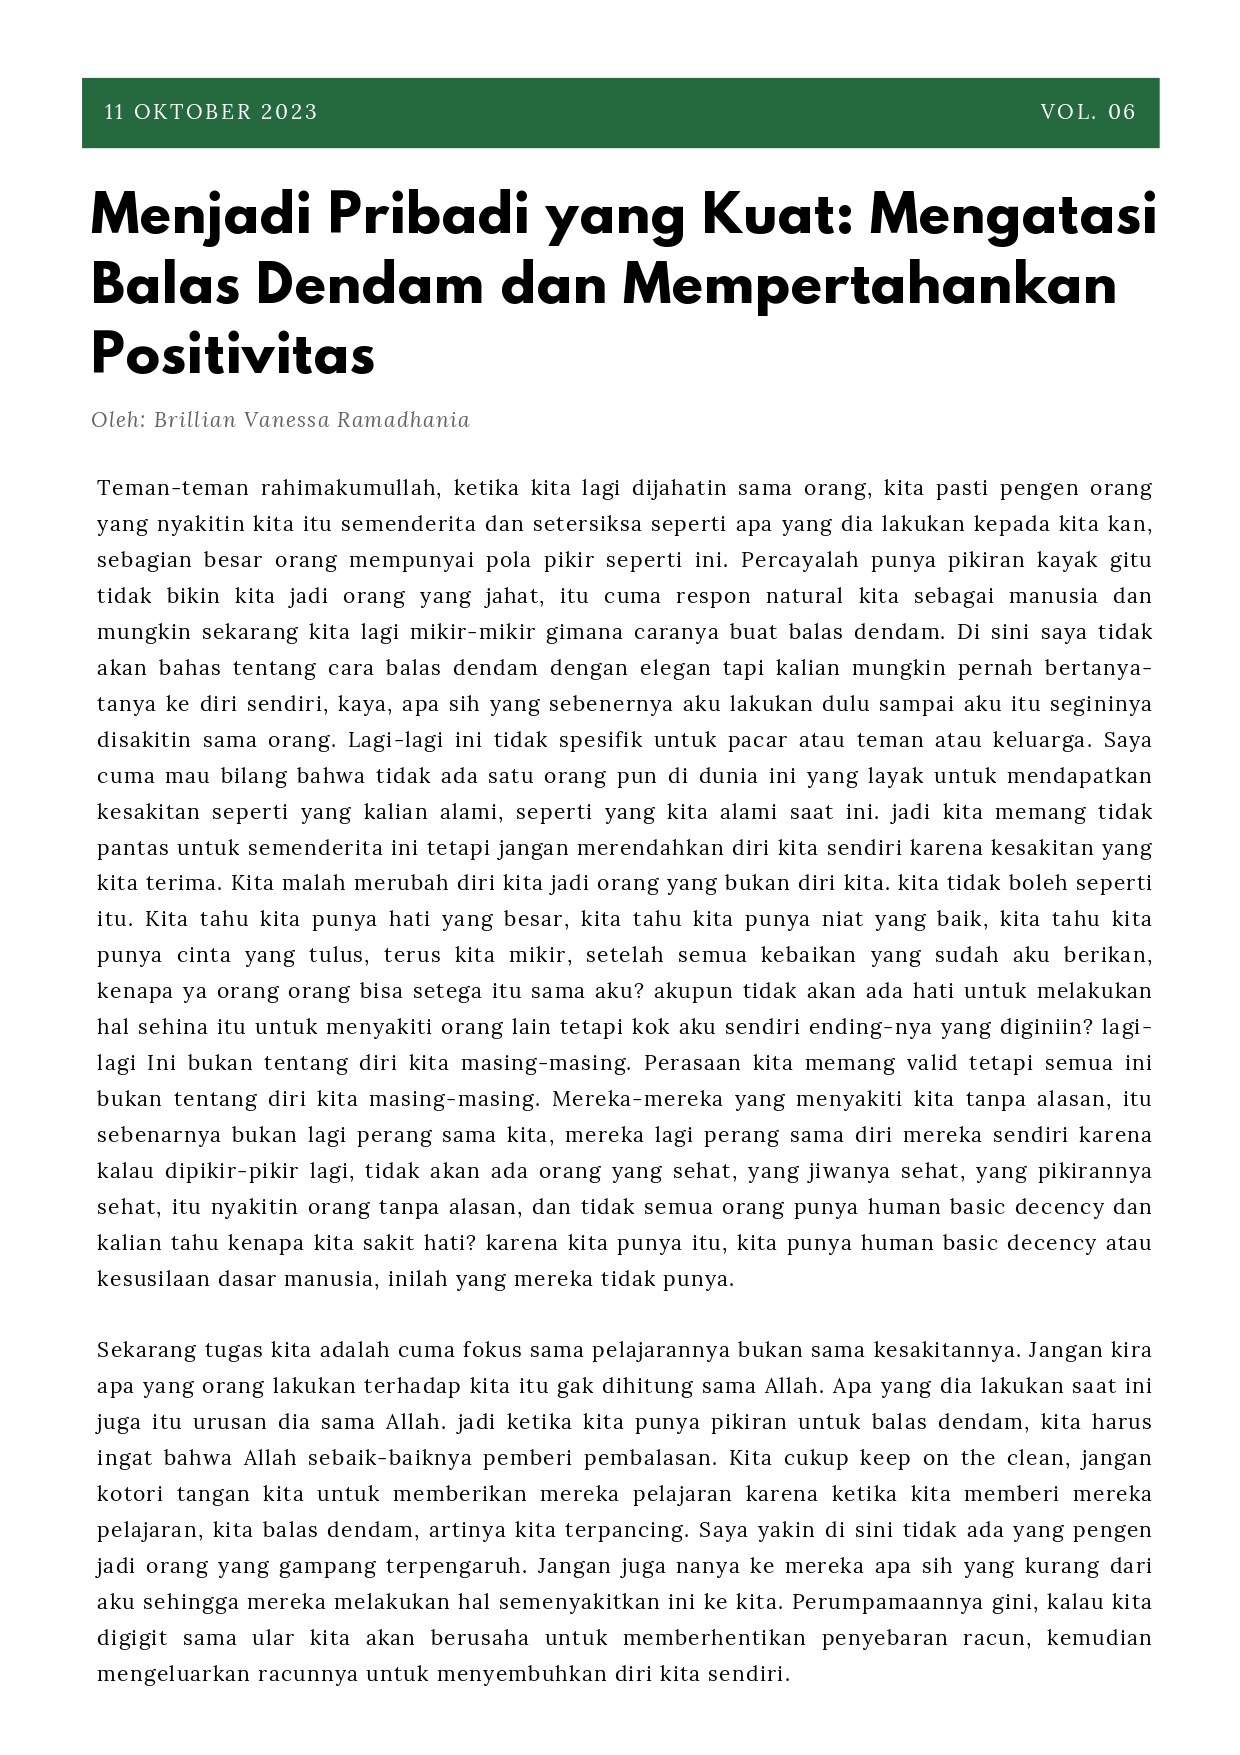 11 OKTOBER 2023
VOL. 06
Menjadi Pribadi yang Kuat: Mengatasi
Balas Dendam dan Mempertahankan
Positivitas
Oleh: Brillian Vanessa Ramadhania
Teman-teman rahimakumullah, ketika kita lagi dijahatin sama orang, kita pasti pengen orang
yang nyakitin kita itu semenderita dan setersiksa seperti apa yang dia lakukan kepada kita kan,
sebagian besar orang mempunyai pola pikir seperti ini. Percayalah punya pikiran kayak gitu
tidak bikin kita jadi orang yang jahat, itu cuma respon natural kita sebagai manusia dan
mungkin sekarang kita lagi mikir-mikir gimana caranya buat balas dendam. Di sini saya tidak
akan bahas tentang cara balas dendam dengan elegan tapi kalian mungkin pernah bertanya-
tanya ke diri sendiri, kaya, apa sih yang sebenernya aku lakukan dulu sampai aku itu segininya
disakitin sama orang. Lagi-lagi ini tidak spesifik untuk pacar atau teman atau keluarga. Saya
cuma mau bilang bahwa tidak ada satu orang pun di dunia ini yang layak untuk mendapatkan
kesakitan seperti yang kalian alami, seperti yang kita alami saat ini. jadi kita memang tidak
pantas untuk semenderita ini tetapi jangan merendahkan diri kita sendiri karena kesakitan yang
kita terima. Kita malah merubah diri kita jadi orang yang bukan diri kita. kita tidak boleh seperti
itu. Kita tahu kita punya hati yang besar, kita tahu kita punya niat yang baik, kita tahu kita
punya cinta yang tulus, terus kita mikir, setelah semua kebaikan yang sudah aku berikan,
kenapa ya orang orang bisa setega itu sama aku? akupun tidak akan ada hati untuk melakukan
hal sehina itu untuk menyakiti orang lain tetapi kok aku sendiri ending-nya yang diginiin? lagi-
lagi Ini bukan tentang diri kita masing-masing. Perasaan kita memang valid tetapi semua ini
bukan tentang diri kita masing-masing. Mereka-mereka yang menyakiti kita tanpa alasan, itu
sebenarnya bukan lagi perang sama kita, mereka lagi perang sama diri mereka sendiri karena
kalau dipikir-pikir lagi, tidak akan ada orang yang sehat, yang jiwanya sehat, yang pikirannya
sehat, itu nyakitin orang tanpa alasan, dan tidak semua orang punya human basic decency dan
kalian tahu kenapa kita sakit hati? karena kita punya itu, kita punya human basic decency atau
kesusilaan dasar manusia, inilah yang mereka tidak punya.
Sekarang tugas kita adalah cuma fokus sama pelajarannya bukan sama kesakitannya. Jangan kira
apa yang orang lakukan terhadap kita itu gak dihitung sama Allah. Apa yang dia lakukan saat ini
juga itu urusan dia sama Allah. jadi ketika kita punya pikiran untuk balas dendam, kita harus
ingat bahwa Allah sebaik-baiknya pemberi pembalasan. Kita cukup keep on the clean, jangan
kotori tangan kita untuk memberikan mereka pelajaran karena ketika kita memberi mereka
pelajaran, kita balas dendam, artinya kita terpancing. Saya yakin di sini tidak ada yang pengen
jadi orang yang gampang terpengaruh. Jangan juga nanya ke mereka apa sih yang kurang dari
aku sehingga mereka melakukan hal semenyakitkan ini ke kita. Perumpamaannya gini, kalau kita
digigit sama ular kita akan berusaha untuk memberhentikan penyebaran racun, kemudian
mengeluarkan racunnya untuk menyembuhkan diri kita sendiri.